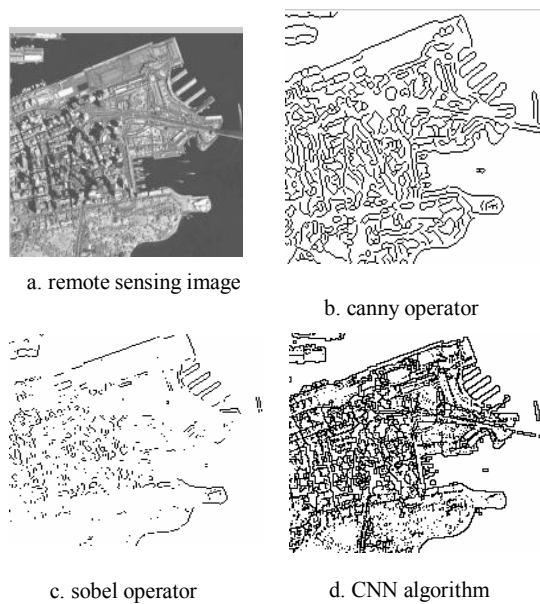 a. remote sensing image
b. canny operator
c. sobel operator
d. CNN algorithm